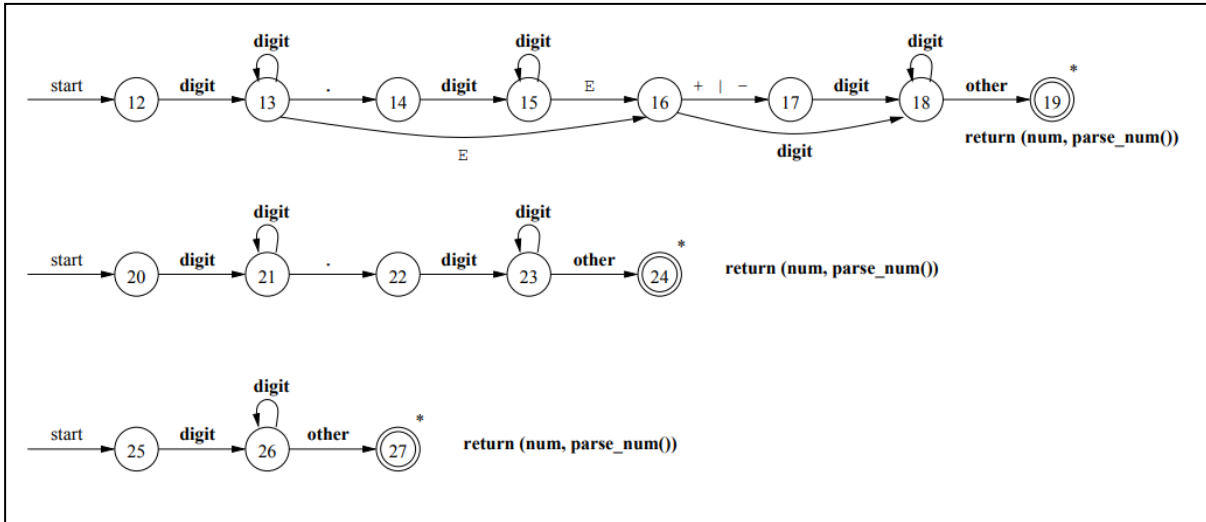 digit digit digit
start 12 digit 13 . 14 digit 15 E 16 + | - 17 digit 18 other 19 *
E digit return (num, parse_num())
digit digit
start 20 digit 21 . 22 digit 23 other 24 * return (num, parse_num())
digit
start 25 digit 26 other 27 * return (num, parse_num())